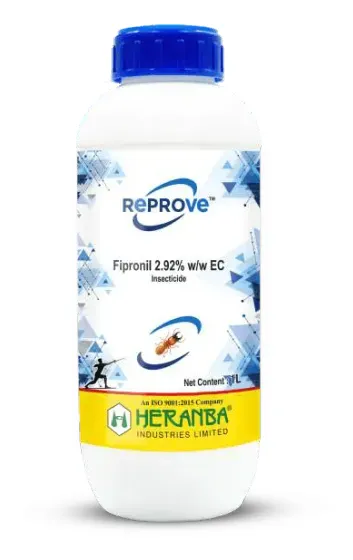 REPROVe™
Fipronil 2.92% w/w EC
Insecticide
Net Content : 1L
An ISO 9001:2015 Company
HERANBA®
INDUSTRIES LIMITED